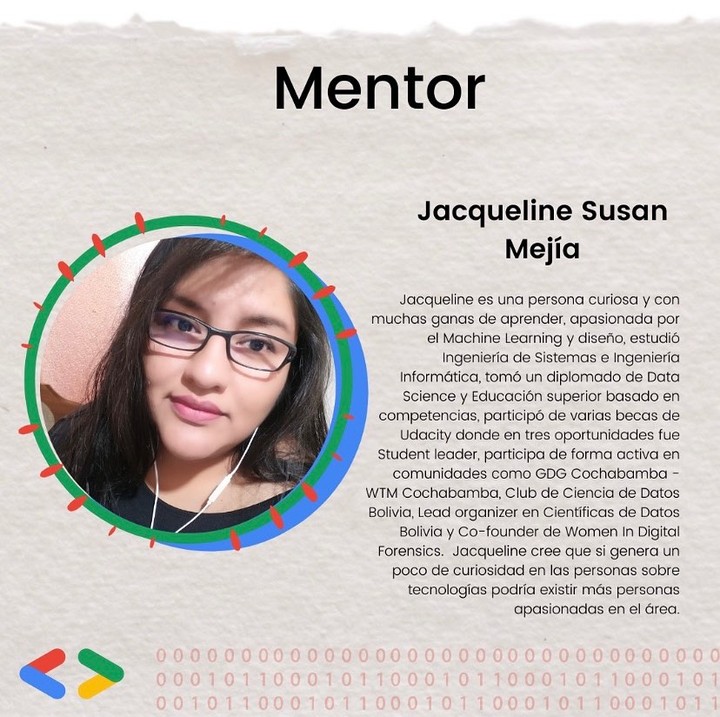 Mentor
Jacqueline Susan
Mejía
Jacqueline es una persona curiosa y con
muchas ganas de aprender, apasionada por
el Machine Learning y diseño, estudió
Ingeniería de Sistemas e Ingeniería
Informática, tomó un diplomado de Data
Science y Educación superior basado en
competencias, participó de varias becas de
Udacity donde en tres oportunidades fue
Student leader, participa de forma activa en
comunidades como GDG Cochabamba -
WTM Cochabamba, Club de Ciencia de Datos
Bolivia, Lead organizer en Científicas de Datos
Bolivia y Co-founder de Women In Digital
Forensics. Jacqueline cree que si genera un
poco de curiosidad en las personas sobre
tecnologías podría existir más personas
apasionadas en el área.